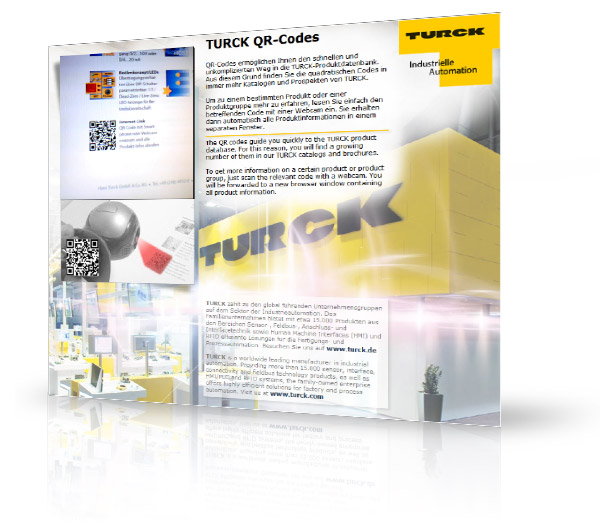 TURCK QR-Codes
QR-Codes ermöglichen Ihnen den schnellen und
unkomplizierten Weg in die TURCK-Produktdatenbank.
Aus diesem Grund finden Sie die quadratischen Codes in
immer mehr Katalogen und Prospekten von TURCK.
Um zu einem bestimmten Produkt oder einer
Produktgruppe mehr zu erfahren, lesen Sie einfach den
betreffenden Code mit einer Webcam ein. Sie erhalten
dann automatisch alle Produktinformationen in einem
separaten Fenster.
The QR codes guide you quickly to the TURCK product
database. For this reason, you will find a growing
number of them in our TURCK catalogs and brochures.
To get more information on a certain product or product
group, just scan the relevant code with a webcam. You
will be forwarded to a new browser window containing
all product information.
TURCK
Industrielle
Automation
Internet-Link
TURCK
TURCK zählt zu den global führenden Unternehmensgruppen
auf dem Sektor der Industrieautomation. Das
Familienunternehmen bietet mit etwa 15.000 Produkten aus
den Bereichen Sensor-, Feldbus-, Anschluss- und
Interfacetechnik sowie Human Machine Interfaces (HMI) und
RFID effiziente Lösungen für die Fertigungs- und
Prozessautomation. Besuchen Sie uns auf www.turck.de
TURCK is a worldwide leading manufacturer in industrial
automation. Providing more than 15.000 sensor, interface,
connectivity and fieldbus technology products, as well as
HMI/PLC and RFID systems, the family-owned enterprise
offers highly efficient solutions for factory and process
automation. Visit us at www.turck.com